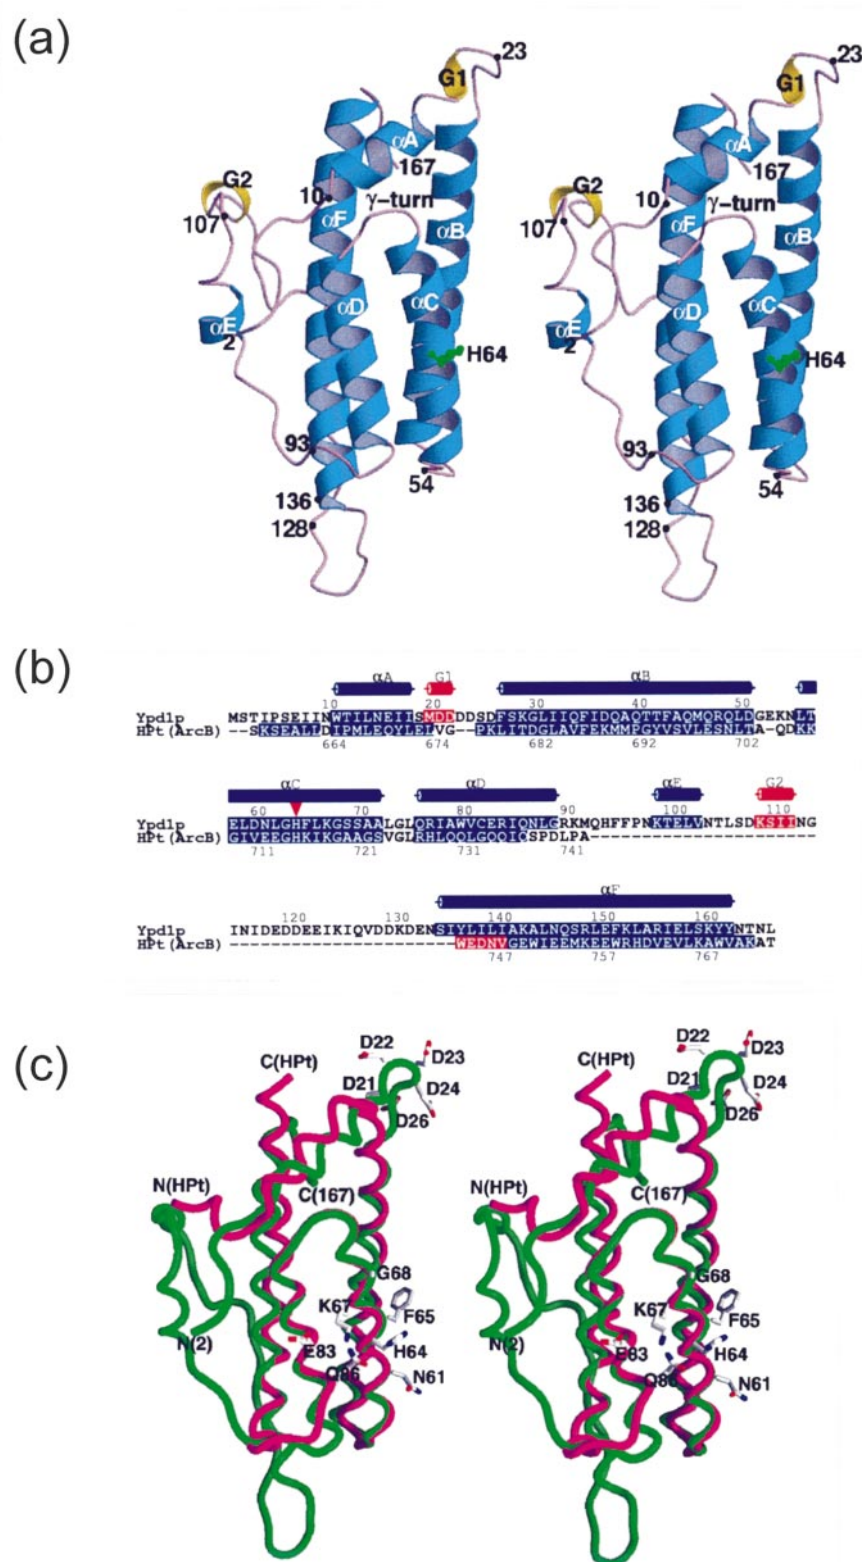 (a)
23
G1
αA
167
G2
10
γ-turn
107
αF
αB
αD
αC
αE
2
H64
93
54
136
128
23
G1
αA
167
G2
10
γ-turn
107
αF
αB
αD
αC
αE
2
H64
93
54
136
128
(b)
αA G1 αB
10 20 30 40 50
Ypd1p MSTIPSEIINWTILNEIISMDDDDSDFSKGLIIQFIDQAQTTFAQMQRQLDGEKNLT
HPt(ArcB) --SKSEALLDIPMLEQYLELVG--PKLITDGLAVFEKMMPGYVSVLESNLTA-QDKK
664 674 682 692 702
αC αD αE G2
60 70 80 90 100 110
Ypd1p ELDNLGHFLKGSSAALGLQRIAWVCERIQNLGRKMQHFFPNKTELVNTLSDKSIING
HPt(ArcB) GIVEEGHKIKGAAGSVGLRHLQQLGQQIQSPDLPA----------------------
711 721 731 741
αF
120 130 140 150 160
Ypd1p INIDEDDEEIKIQVDDKDENSIYLILIAKALNQSRLEFKLARIELSKYYNTNL
HPt(ArcB) ----------------------WEDNVGEWIEEMKEEWRHDVEVLKAWVAKAT
747 757 767
(c)
D22
D23
C(HPt)
D21
D24
D26
N(HPt)
C(167)
G68
K67
F65
N(2)
E83
H64
Q86
N61
D22
D23
C(HPt)
D21
D24
D26
N(HPt)
C(167)
G68
K67
F65
N(2)
E83
H64
Q86
N61